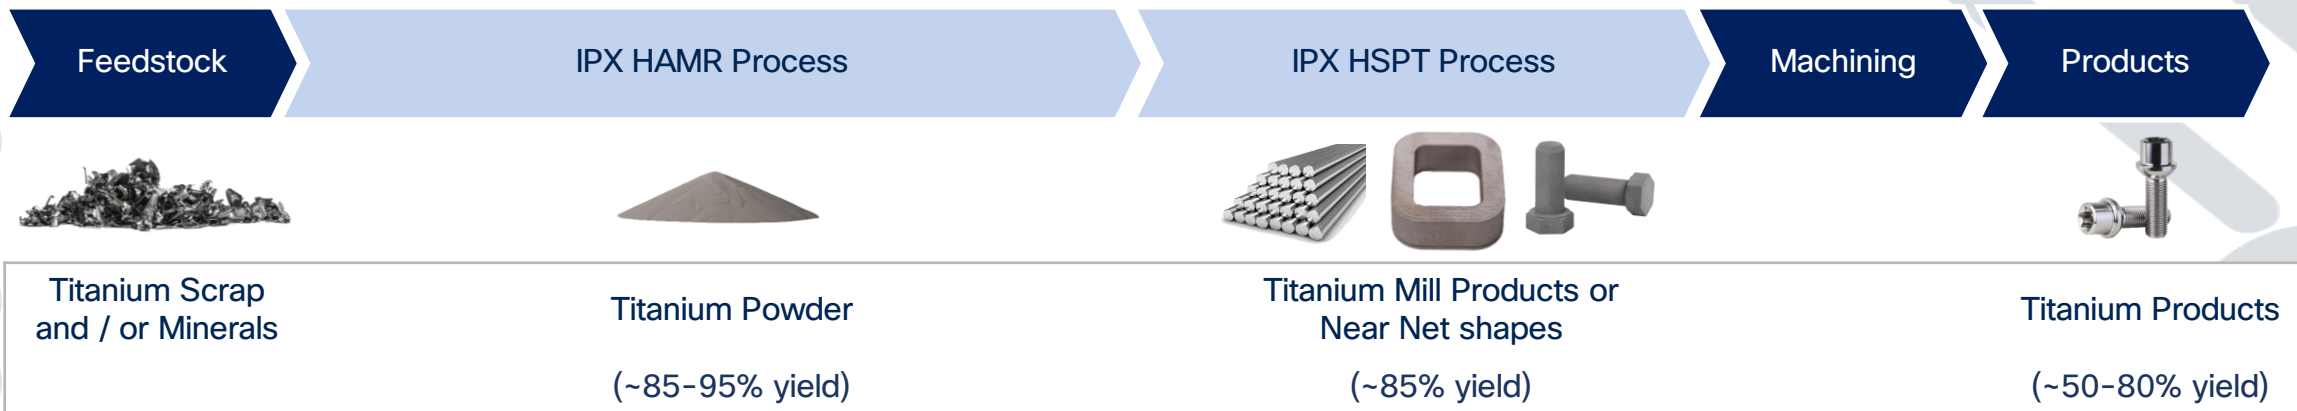 Feedstock
IPX HAMR Process
IPX HSPT Process
Machining
Products
Titanium Scrap
and / or Minerals
Titanium Powder
(~85-95% yield)
Titanium Mill Products or
Near Net shapes
(~85% yield)
Titanium Products
(~50-80% yield)